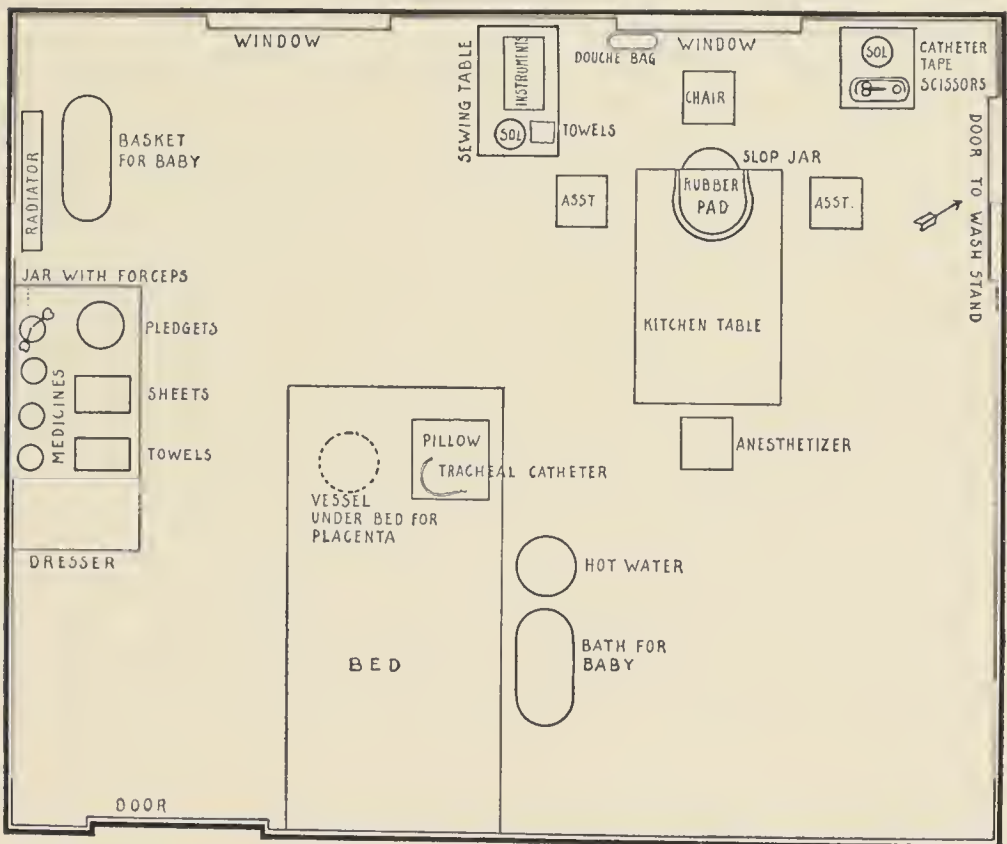 WINDOW
WINDOW
SEWING TABLE
INSTRUMENTS
SOL
TOWELS
DOUCHE BAG
CHAIR
SOL
CATHETER
TAPE
SCISSORS
DOOR TO WASH STAND
RADIATOR
BASKET
FOR BABY
SLOP JAR
RUBBER
PAD
ASST
ASST.
KITCHEN TABLE
ANESTHETIZER
JAR WITH FORCEPS
PLEDGETS
MEDICINES
SHEETS
TOWELS
DRESSER
PILLOW
TRACHEAL CATHETER
VESSEL
UNDER BED FOR
PLACENTA
BED
HOT WATER
BATH FOR
BABY
DOOR